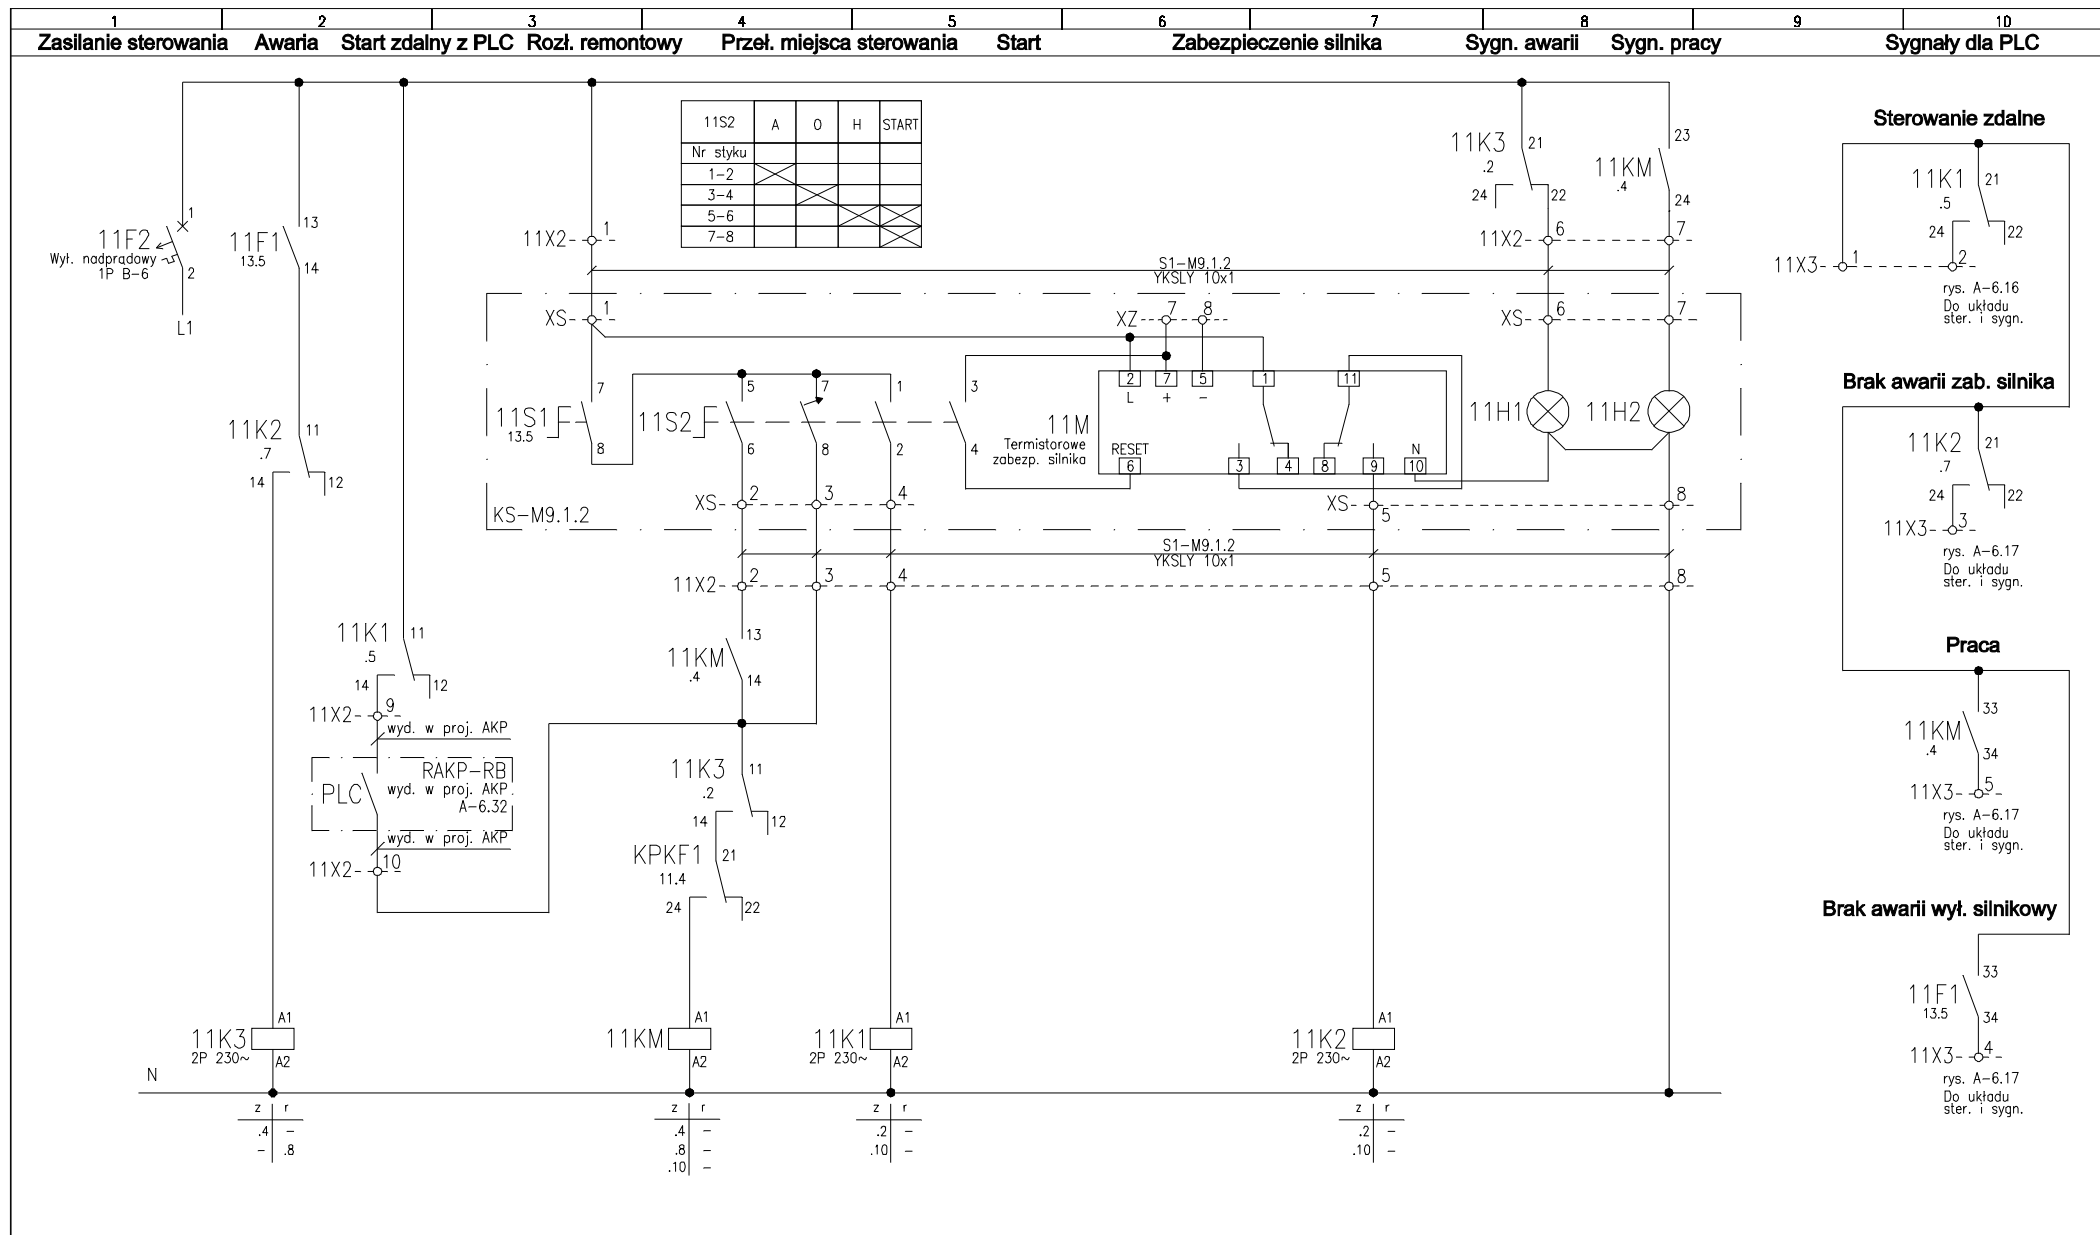 1 2 3 4 5 6 7 8 9 10
Zasilanie sterowania Awaria Start zdalny z PLC Rozł. remontowy Przeł. miejsca sterowania Start Zabezpieczenie silnika Sygn. awarii Sygn. pracy Sygnały dla PLC
11S2 A O H START
Nr styku
1-2
3-4
5-6
7-8
11F2
Wył. nadprądowy
1P B-6
1
2
L1
11F1
13.5
13
14
11K2
.7
11
14 12
11K3
2P 230~
A1
A2
N
z r
.4 -
- .8
11K1
.5
11
14 12
11X2 9
wyd. w proj. AKP
RAKP-RB
PLC
wyd. w proj. AKP
A-6.32
wyd. w proj. AKP
11X2 10
11X2 1
S1-M9.1.2
YKSLY 10x1
XS 1
11S1
13.5
7
8
KS-M9.1.2
11S2
5 7 1 3
6 8 2 4
XS 2 3 4
XZ 7 8
11M
Termistorowe
zabezp. silnika
2 7 5 1 11
L + -
RESET N
6 3 4 8 9 10
XS 5 8
S1-M9.1.2
YKSLY 10x1
11X2 2 3 4 5 8
11KM
.4
13
14
11K3
.2
11
14 12
KPKF1
11.4
21
24 22
11KM
A1
A2
z r
.4 -
.8 -
.10 -
11K1
2P 230~
A1
A2
z r
.2 -
.10 -
11K2
2P 230~
A1
A2
z r
.2 -
.10 -
11K3
.2
21
24 22
11KM
.4
23
24
11X2 6 7
XS 6 7
11H1 11H2
Sterowanie zdalne
11K1
.5
21
24 22
11X3 1 2
rys. A-6.16
Do układu
ster. i sygn.
Brak awarii zab. silnika
11K2
.7
21
24 22
11X3 3
rys. A-6.17
Do układu
ster. i sygn.
Praca
11KM
.4
33
34
11X3 5
rys. A-6.17
Do układu
ster. i sygn.
Brak awarii wył. silnikowy
11F1
13.5
33
34
11X3 4
rys. A-6.17
Do układu
ster. i sygn.